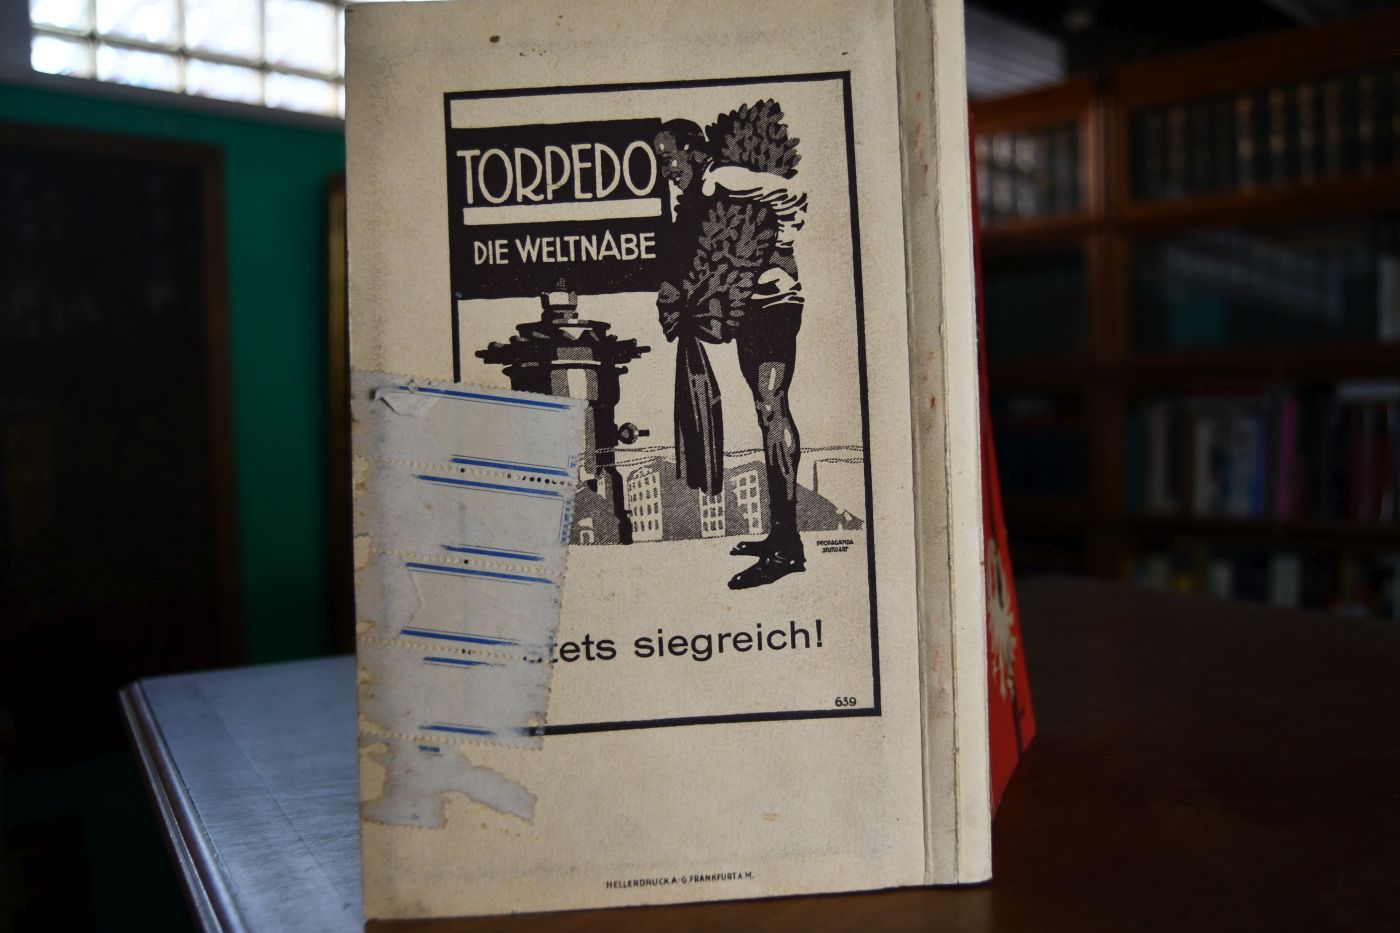 TORPEDO
DIE WELTNABE
PROPAGANDA
STUTTGART
stets siegreich!
639
HELLERDRUCK A.-G. FRANKFURT A. M.